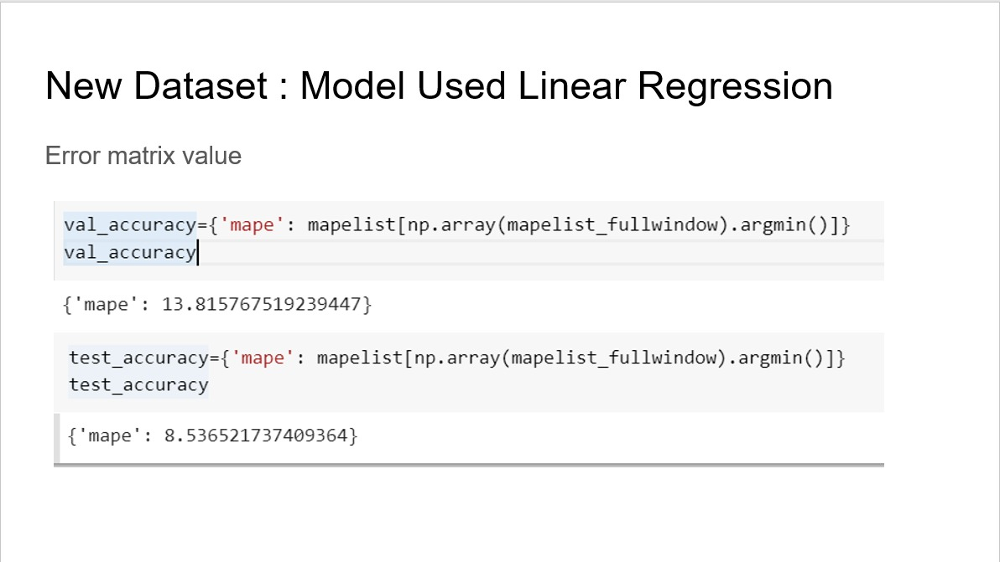 New Dataset : Model Used Linear Regression
Error matrix value
val_accuracy={'mape': mapelist[np.array(mapelist_fullwindow).argmin()]}
val_accuracy
{'mape': 13.815767519239447}
test_accuracy={'mape': mapelist[np.array(mapelist_fullwindow).argmin()]}
test_accuracy
{'mape': 8.536521737409364}